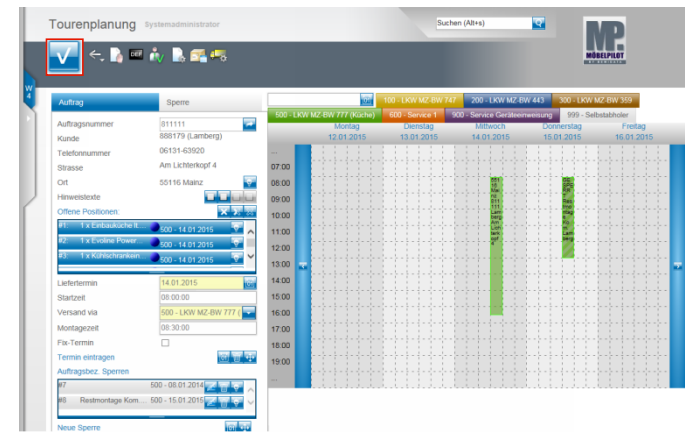 Tourenplanung Systemadministrator
Suchen (Alt+s)
MP
MÖBELPILOT
DEF
W
4
Auftrag Sperre
100 - LKW MZ-BW 747 200 - LKW MZ-BW 443 300 - LKW MZ-BW 359
500 - LKW MZ-BW 777 (Küche) 600 - Service 1 900 - Service Geräteeinweisung 999 - Selbstabholer
Montag Dienstag Mittwoch Donnerstag Freitag
12.01.2015 13.01.2015 14.01.2015 15.01.2015 16.01.2015
Auftragsnummer 811111
Kunde 888179 (Lamberg)
Telefonnummer 06131-63920
Strasse Am Lichterkopf 4
Ort 55116 Mainz
Hinweistexte
Offene Positionen:
#1: 1 x Einbauküche lt... 500 - 14.01.2015
#2: 1 x Evoline Power... 500 - 14.01.2015
#3: 1 x Kühlschrankein... 500 - 14.01.2015
Liefertermin 14.01.2015
Startzeit 08:00:00
Versand via 500 - LKW MZ-BW 777 (
Montagezeit 08:30:00
Fix-Termin
Termin eintragen
Auftragsbez. Sperren
#7 500 - 08.01.2014
#8 Restmontage Kom... 500 - 15.01.2015
Neue Sperre
...
07:00
08:00
09:00
10:00
11:00
12:00
13:00
14:00
15:00
16:00
17:00
18:00
19:00
...